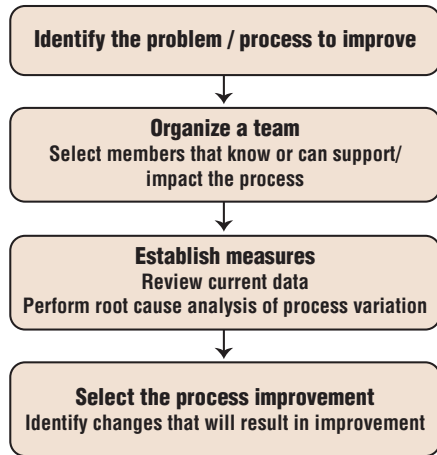 Identify the problem / process to improve
Organize a team
Select members that know or can support/
impact the process
Establish measures
Review current data
Perform root cause analysis of process variation
Select the process improvement
Identify changes that will result in improvement